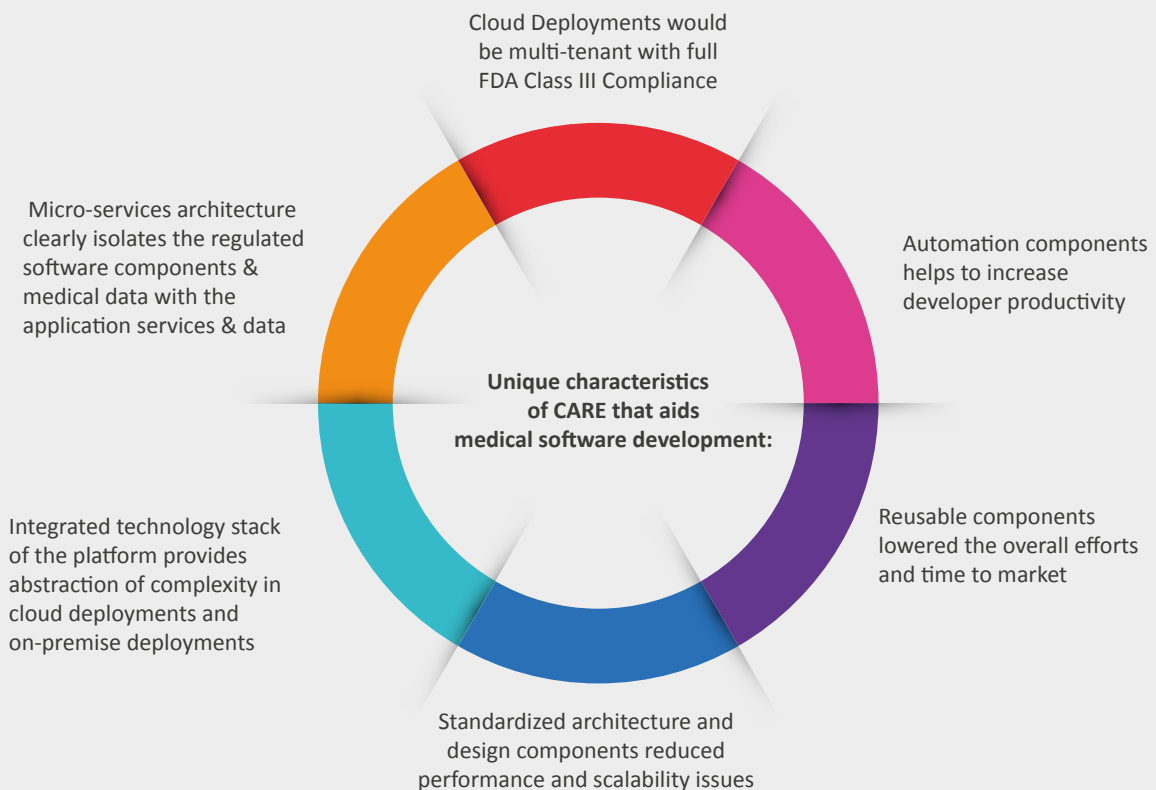 Cloud Deployments would
be multi-tenant with full
FDA Class III Compliance
Automation components
helps to increase
developer productivity
Reusable components
lowered the overall efforts
and time to market
Standardized architecture and
design components reduced
performance and scalability issues
Integrated technology stack
of the platform provides
abstraction of complexity in
cloud deployments and
on-premise deployments
Micro-services architecture
clearly isolates the regulated
software components &
medical data with the
application services & data
Unique characteristics
of CARE that aids
medical software development: